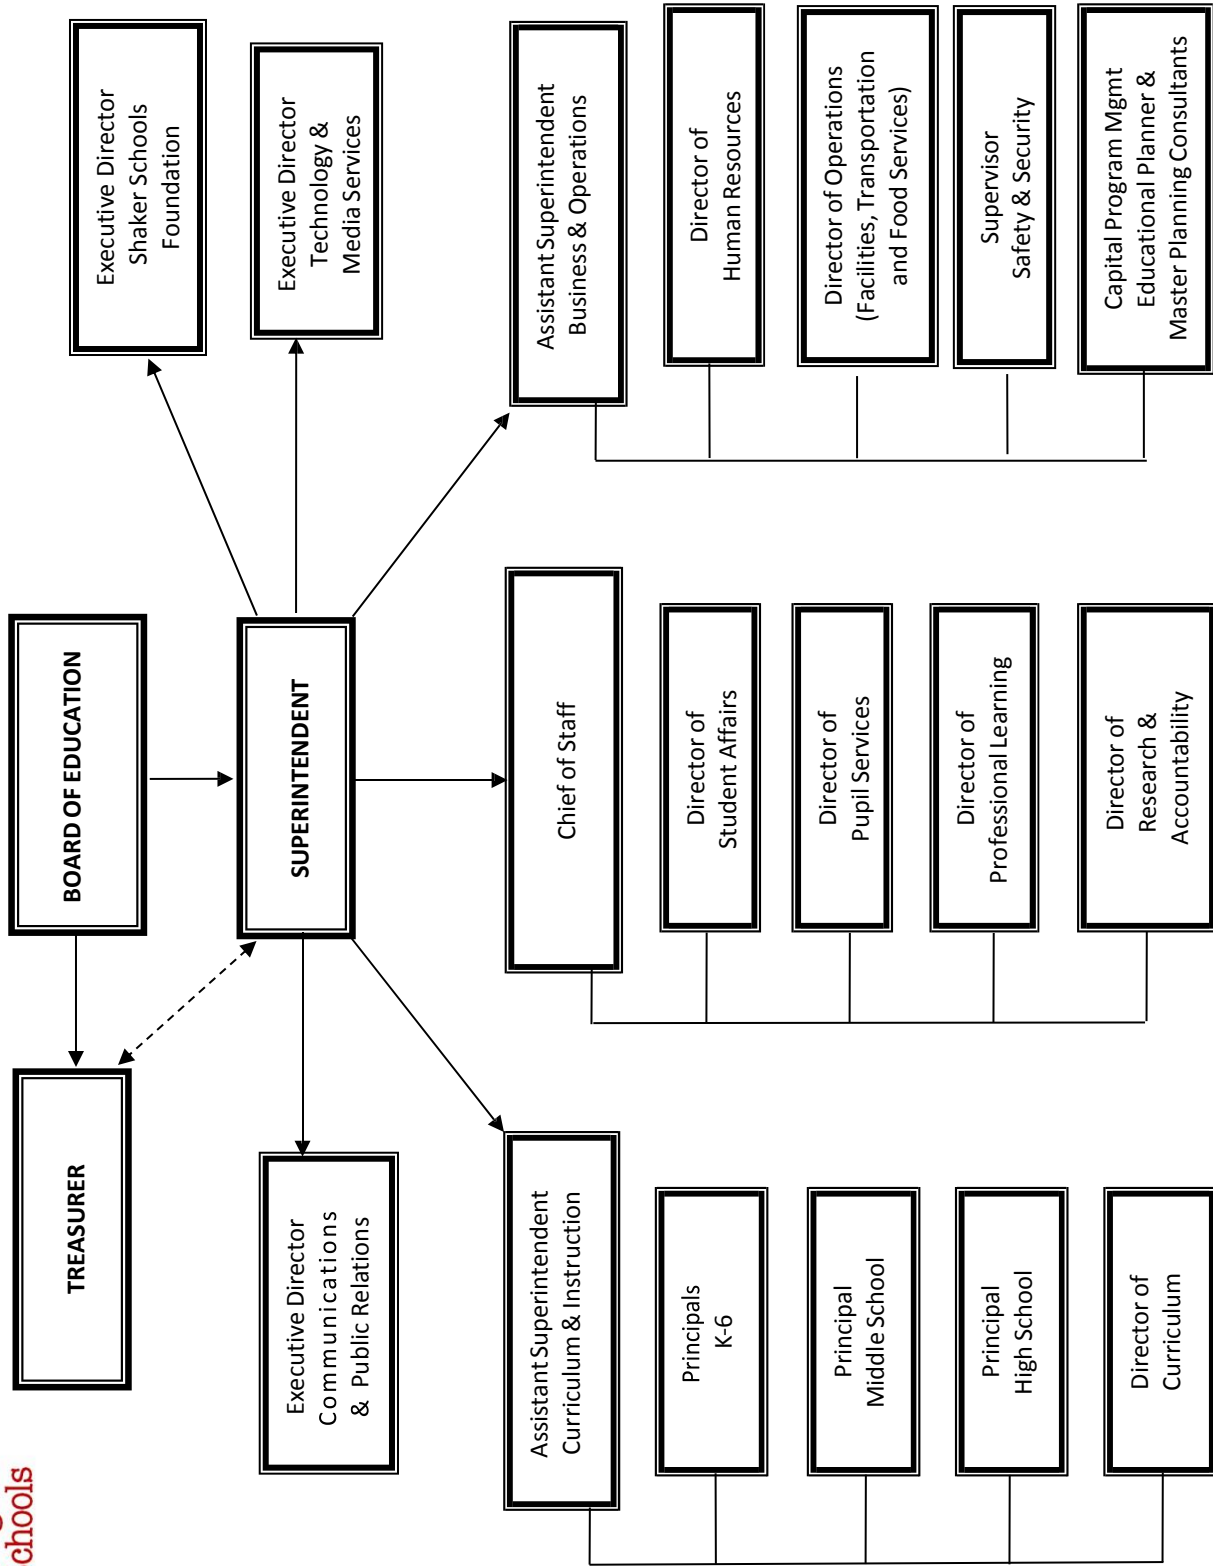 chools
TREASURER
BOARD OF EDUCATION
Executive Director
Shaker Schools
Foundation
Executive Director
Communications
& Public Relations
SUPERINTENDENT
Executive Director
Technology &
Media Services
Assistant Superintendent
Curriculum & Instruction
Principals
K-6
Principal
Middle School
Principal
High School
Director of
Curriculum
Chief of Staff
Director of
Student Affairs
Director of
Pupil Services
Director of
Professional Learning
Director of
Research &
Accountability
Assistant Superintendent
Business & Operations
Director of
Human Resources
Director of Operations
(Facilities, Transportation
and Food Services)
Supervisor
Safety & Security
Capital Program Mgmt
Educational Planner &
Master Planning Consultants